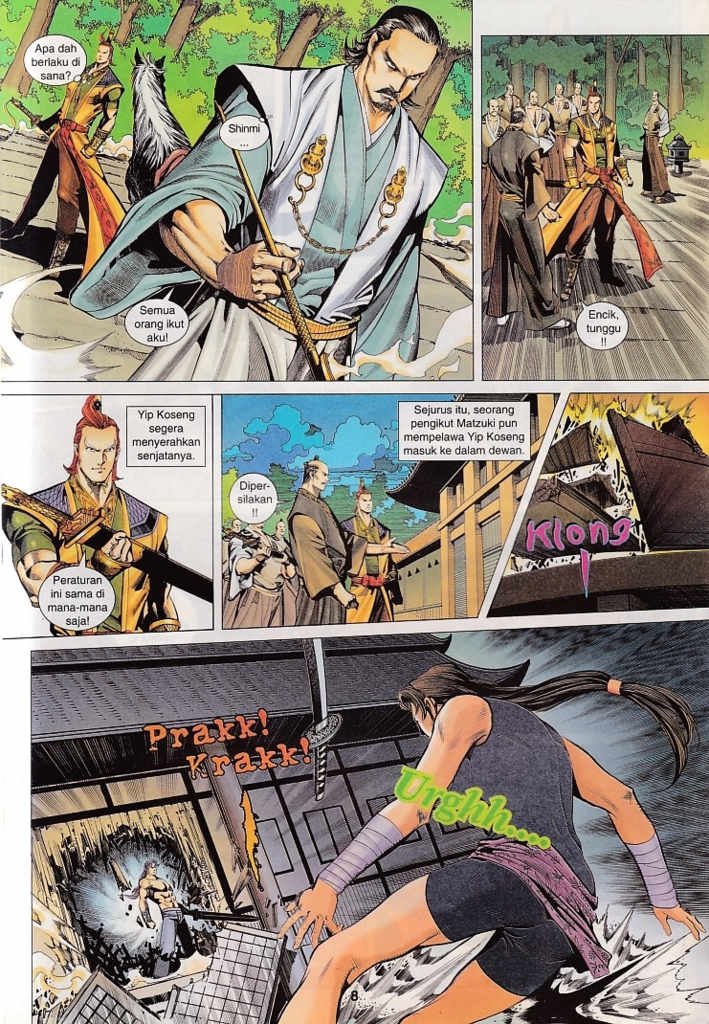 Apa dah
berlaku di
sana?
Shinmi
...
Semua
orang ikut
aku!
Encik,
tunggu
!!
Yip Koseng
segera
menyerahkan
senjatanya.
Peraturan
ini sama di
mana-mana
saja!
Sejurus itu, seorang
pengikut Matzuki pun
mempelawa Yip Koseng
masuk ke dalam dewan.
Diper-
silakan
!!
Klong
!
Prakk!
Krakk!
Urghh....
8